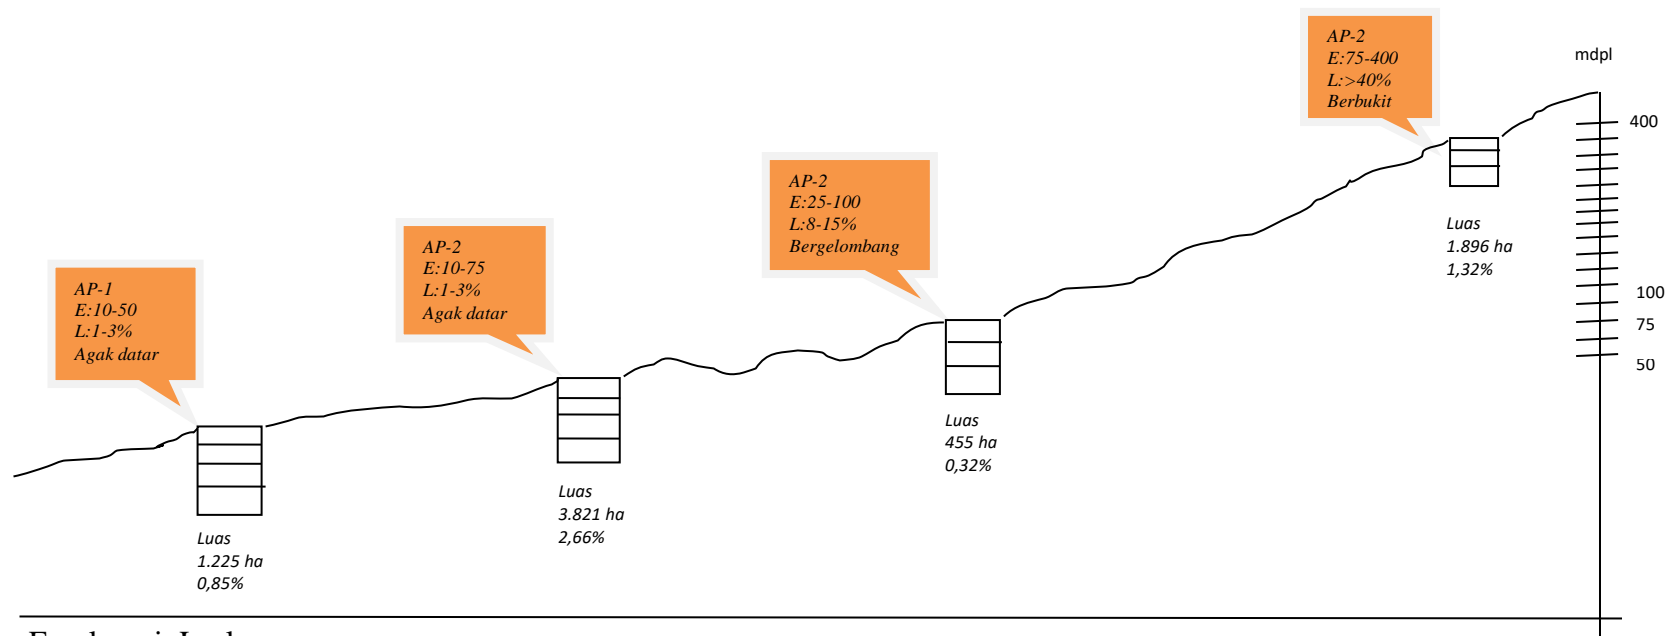 AP-1
E:10-50
L:1-3%
Agak datar
Luas
1.225 ha
0,85%
AP-2
E:10-75
L:1-3%
Agak datar
Luas
3.821 ha
2,66%
AP-2
E:25-100
L:8-15%
Bergelombang
Luas
455 ha
0,32%
AP-2
E:75-400
L:>40%
Berbukit
Luas
1.896 ha
1,32%
mdpl
400
100
75
50